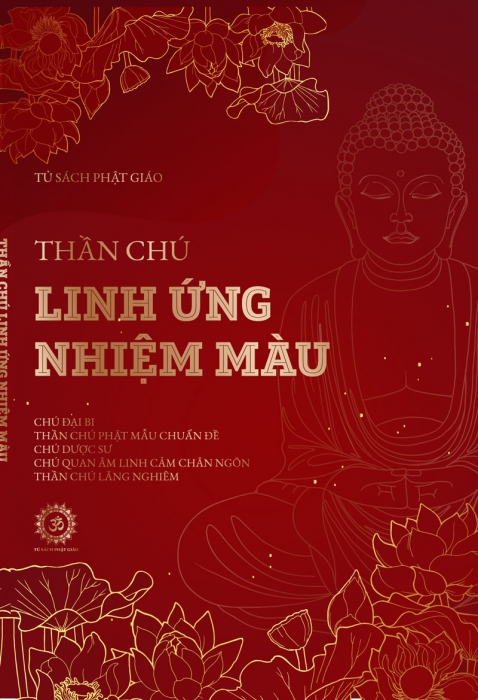 TỦ SÁCH PHẬT GIÁO
THẦN CHÚ
LINH ỨNG
NHIỆM MÀU
CHÚ ĐẠI BI
THẦN CHÚ PHẬT MẪU CHUẨN ĐỀ
CHÚ DƯỢC SƯ
CHÚ QUAN ÂM LINH CẢM CHÂN NGÔN
THẦN CHÚ LĂNG NGHIÊM
ॐ
TỦ SÁCH PHẬT GIÁO
THẦN CHÚ LINH ỨNG NHIỆM MÀU